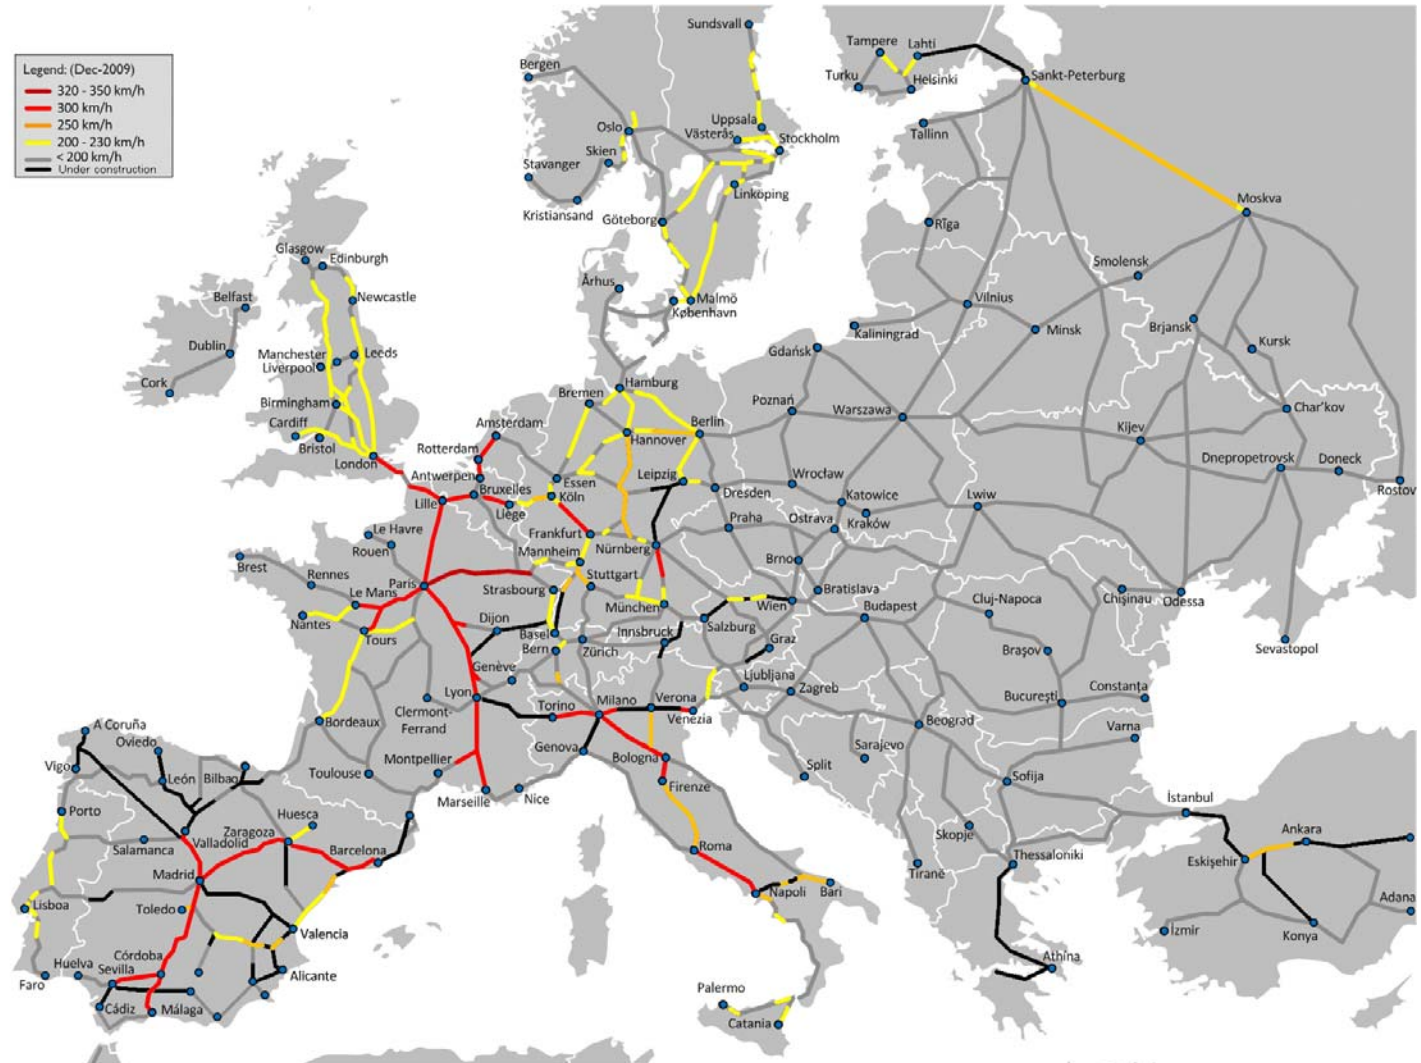 Legend: (Dec-2009)
320 - 350 km/h
300 km/h
250 km/h
200 - 230 km/h
< 200 km/h
Under construction
Sundsvall
Tampere
Lahti
Bergen
Turku
Helsinki
Sankt-Peterburg
Oslo
Uppsala
Västerås
Stockholm
Tallinn
Skien
Stavanger
Linköping
Kristiansand
Göteborg
Rīga
Moskva
Glasgow
Edinburgh
Smolensk
Belfast
Newcastle
Århus
Malmö
København
Vilnius
Kaliningrad
Minsk
Brjansk
Kursk
Dublin
Manchester
Leeds
Liverpool
Gdańsk
Cork
Hamburg
Bremen
Birmingham
Poznań
Warszawa
Char'kov
Cardiff
Amsterdam
Berlin
Kijev
Bristol
Rotterdam
Hannover
London
Antwerpen
Leipzig
Dnepropetrovsk
Doneck
Essen
Wrocław
Bruxelles
Köln
Dresden
Katowice
Lwiw
Rostov
Lille
Liège
Praha
Ostrava
Kraków
Le Havre
Frankfurt
Rouen
Mannheim
Nürnberg
Brest
Brno
Rennes
Paris
Strasbourg
Stuttgart
Le Mans
München
Wien
Bratislava
Cluj-Napoca
Chişinau
Odessa
Nantes
Dijon
Budapest
Tours
Basel
Innsbruck
Salzburg
Bern
Zürich
Graz
Sevastopol
Genève
Braşov
Ljubljana
Lyon
Zagreb
Bucureşti
Constanţa
Clermont-
Ferrand
Torino
Milano
Verona
Venezia
Bordeaux
Beograd
Varna
A Coruña
Oviedo
Genova
Bologna
Sarajevo
Vigo
León
Bilbao
Toulouse
Montpellier
Split
Sofija
Firenze
Marseille
Nice
İstanbul
Porto
Huesca
Zaragoza
Skopje
Ankara
Salamanca
Valladolid
Barcelona
Roma
Thessaloniki
Eskişehir
Tiranë
Madrid
Napoli
Bari
Adana
Lisboa
Toledo
Valencia
İzmir
Konya
Córdoba
Athína
Huelva
Sevilla
Alicante
Faro
Palermo
Cádiz
Málaga
Catania